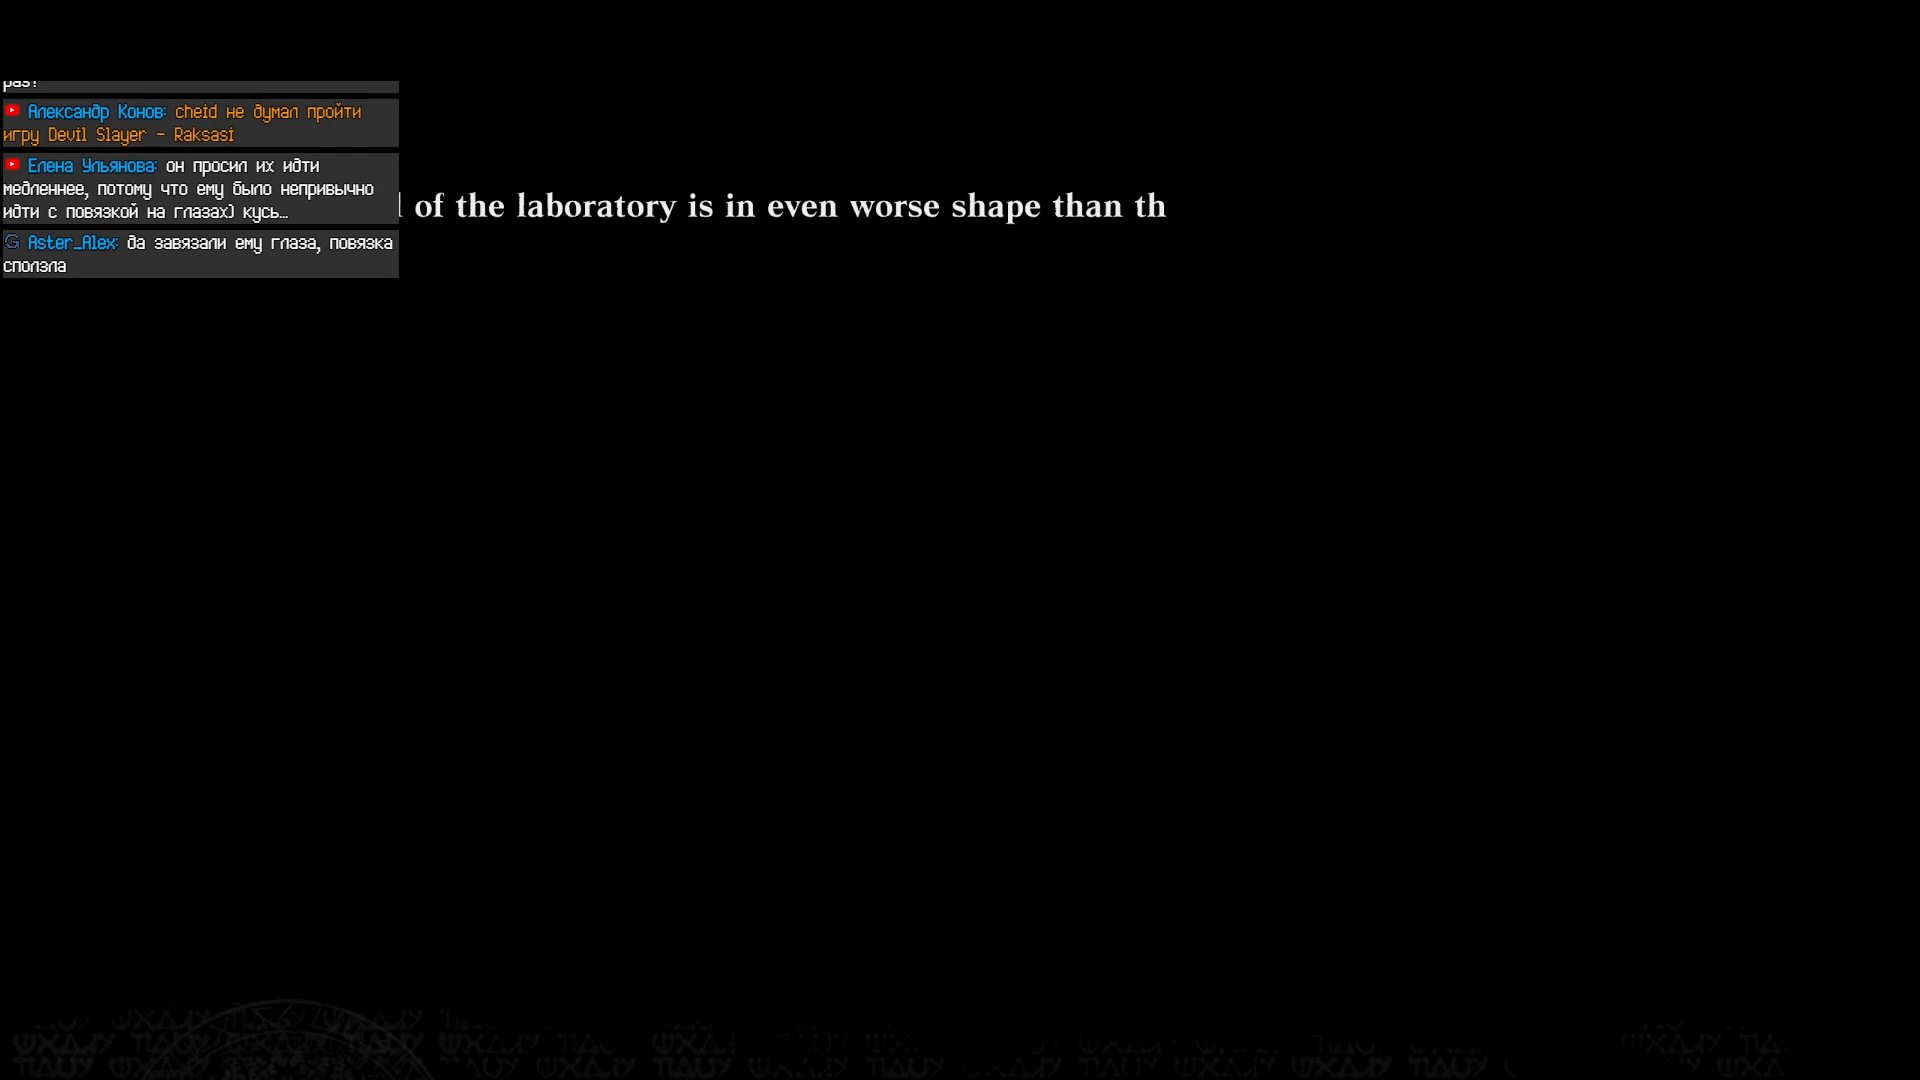 раз?
Александр Конов: cheid не думал пройти
игру Devil Slayer - Raksasi
Елена Ульянова: он просил их идти
медленнее, потому что ему было непривычно
идти с повязкой на глазах) кусь...
of the laboratory is in even worse shape than th
Aster_Alex: да завязали ему глаза, повязка
сползла